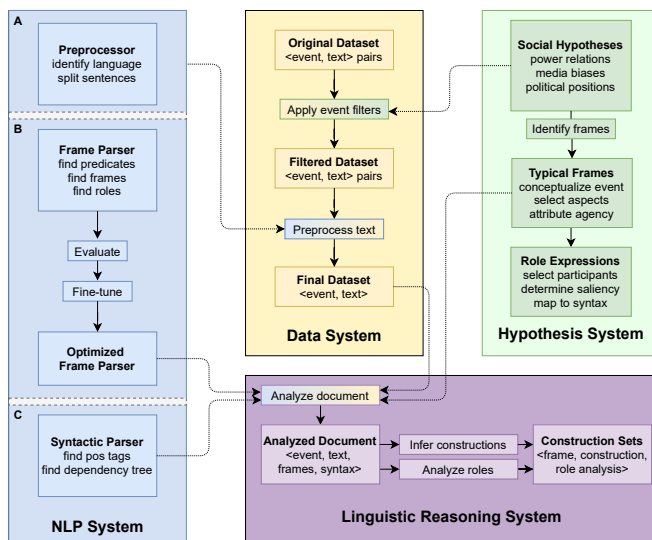 A
Preprocessor
identify language
split sentences
B
Frame Parser
find predicates
find frames
find roles
Evaluate
Fine-tune
Optimized
Frame Parser
C
Syntactic Parser
find pos tags
find dependency tree
NLP System
Original Dataset
<event, text> pairs
Apply event filters
Filtered Dataset
<event, text> pairs
Preprocess text
Final Dataset
<event, text>
Data System
Social Hypotheses
power relations
media biases
political positions
Identify frames
Typical Frames
conceptualize event
select aspects
attribute agency
Role Expressions
select participants
determine saliency
map to syntax
Hypothesis System
Analyze document
Analyzed Document
<event, text,
frames, syntax>
Infer constructions
Analyze roles
Construction Sets
<frame, construction,
role analysis>
Linguistic Reasoning System